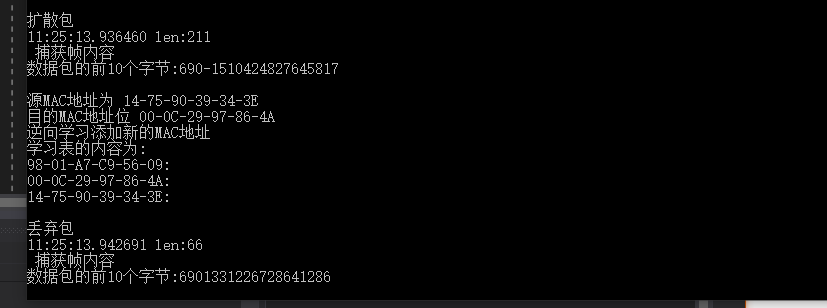 扩散包
11:25:13.936460 len:211
捕获帧内容
数据包的前10个字节:690-1510424827645817
源MAC地址为 14-75-90-39-34-3E
目的MAC地址位 00-0C-29-97-86-4A
逆向学习添加新的MAC地址
学习表的内容为:
98-01-A7-C9-56-09:
00-0C-29-97-86-4A:
14-75-90-39-34-3E:
丢弃包
11:25:13.942691 len:66
捕获帧内容
数据包的前10个字节:6901331226728641286